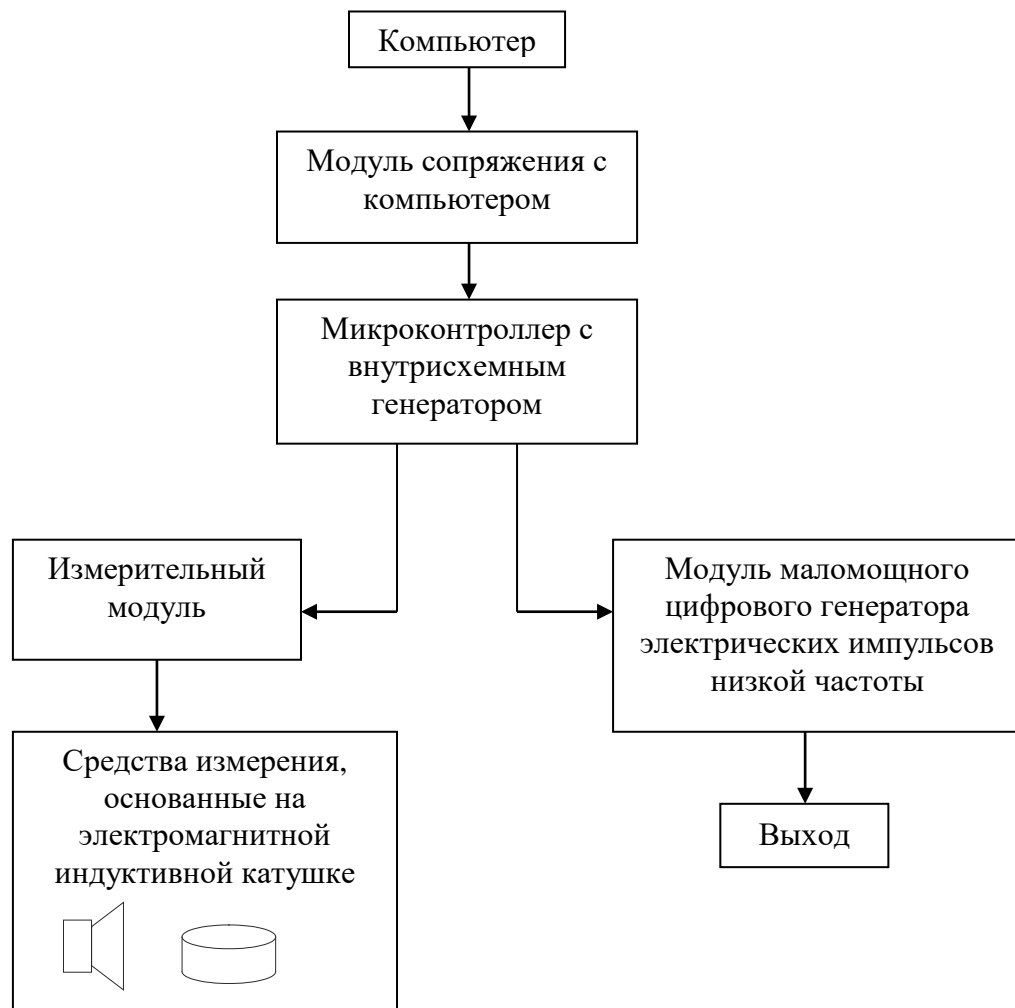 Компьютер
Модуль сопряжения с
компьютером
Микроконтроллер с
внутрисхемным
генератором
Измерительный
модуль
Модуль маломощного
цифрового генератора
электрических импульсов
низкой частоты
Средства измерения,
основанные на
электромагнитной
индуктивной катушке
Выход